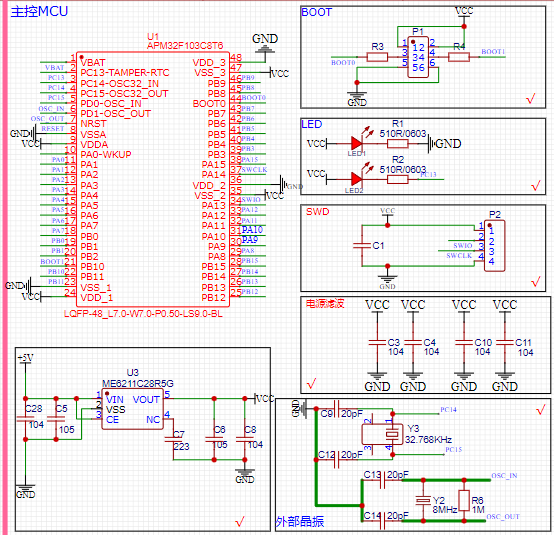 主控MCU
U1
APM32F103C8T6
GND
VCC
VBAT
PC13
PC14
PC15
OSC_IN
OSC_OUT
RESET
GND
VCC
PA0
PA1
PA2
PA3
PA4
PA5
PA6
PA7
PB0
PB1
BOOT1
PB10
PB11
GND
VCC
1 VBAT
2 PC13-TAMPER-RTC
3 PC14-OSC32_IN
4 PC15-OSC32_OUT
5 PD0-OSC_IN
6 PD1-OSC_OUT
7 NRST
8 VSSA
9 VDDA
10 PA0-WKUP
11 PA1
12 PA2
13 PA3
14 PA4
15 PA5
16 PA6
17 PA7
18 PB0
19 PB1
20 PB2
21 PB10
22 PB11
23 VSS_1
24 VDD_1
VDD_3 48
VSS_3 47
PB9 46
PB8 45
BOOT0 44
PB7 43
PB6 42
PB5 41
PB4 40
PB3 39
PA15 38
PA14 37
VDD_2 36
VSS_2 35
PA13 34
PA12 33
PA11 32
PA10 31
PA9 30
PA8 29
PB15 28
PB14 27
PB13 26
PB12 25
PB9
PB8
BOOT0
PB7
PB6
PB5
PB4
PB3
PA15
SWCLK
GND
VCC
SWIO
PA12
PA11
PA10
PA9
PA8
PB15
PB14
PB13
PB12
LQFP-48_L7.0-W7.0-P0.50-LS9.0-BL
BOOT
VCC
P1
R3
BOOT0
1 12 2
3 34 4
5 56 6
R4
BOOT1
GND
√
LED
VCC
LED1
R1
510R/0603
GND
VCC
LED2
R2
510R/0603
PC13
√
SWD
VCC
C1
GND
P2
1 1
2 2
3 3
4 4
SWIO
SWCLK
√
电源滤波
VCC VCC VCC VCC
C3 104
C4 104
C10 104
C11 104
GND GND GND GND
√
+5V
U3
ME6211C28R5G
1 VIN
2 VSS
3 CE
VOUT 5
NC 4
VCC
C28 104
C5 105
C7 223
C6 105
C8 104
GND
GND
√
GND
C9 20pF
PC14
Y3
32.768KHz
PC15
C12 20pF
C13 20pF
OSC_IN
Y2
8MHz
R6
1M
C14 20pF
OSC_OUT
外部晶振
√